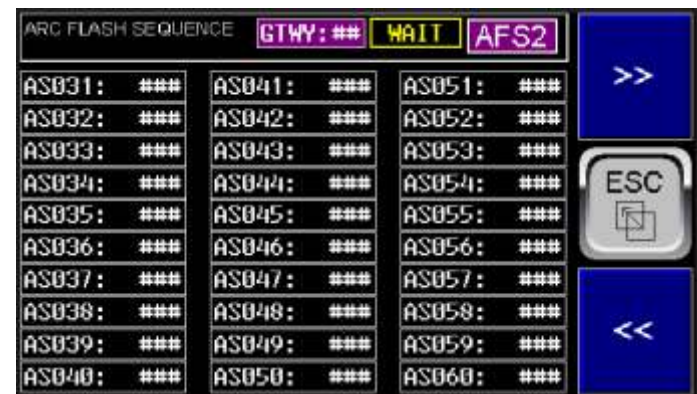 ARC FLASH SEQUENCE GTWY:## WAIT AFS2
>>
AS031: ### AS041: ### AS051: ###
AS032: ### AS042: ### AS052: ###
AS033: ### AS043: ### AS053: ###
AS034: ### AS044: ### AS054: ###
ESC
AS035: ### AS045: ### AS055: ###
AS036: ### AS046: ### AS056: ###
AS037: ### AS047: ### AS057: ###
AS038: ### AS048: ### AS058: ###
<<
AS039: ### AS049: ### AS059: ###
AS040: ### AS050: ### AS060: ###